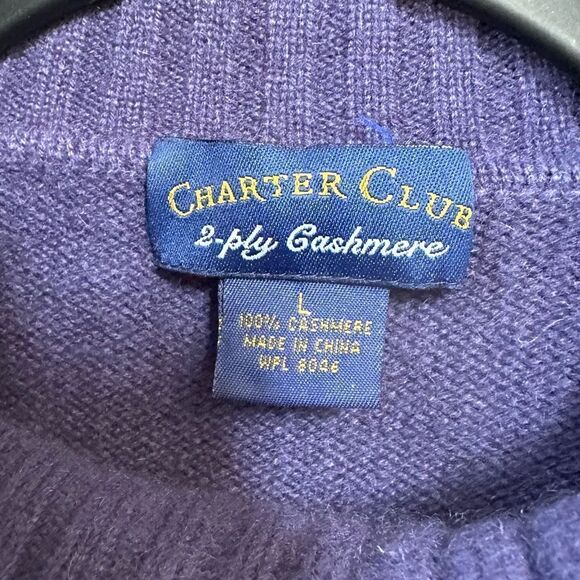 CHARTER CLUB
2-ply Cashmere
L
100% CASHMERE
MADE IN CHINA
WPL 8046